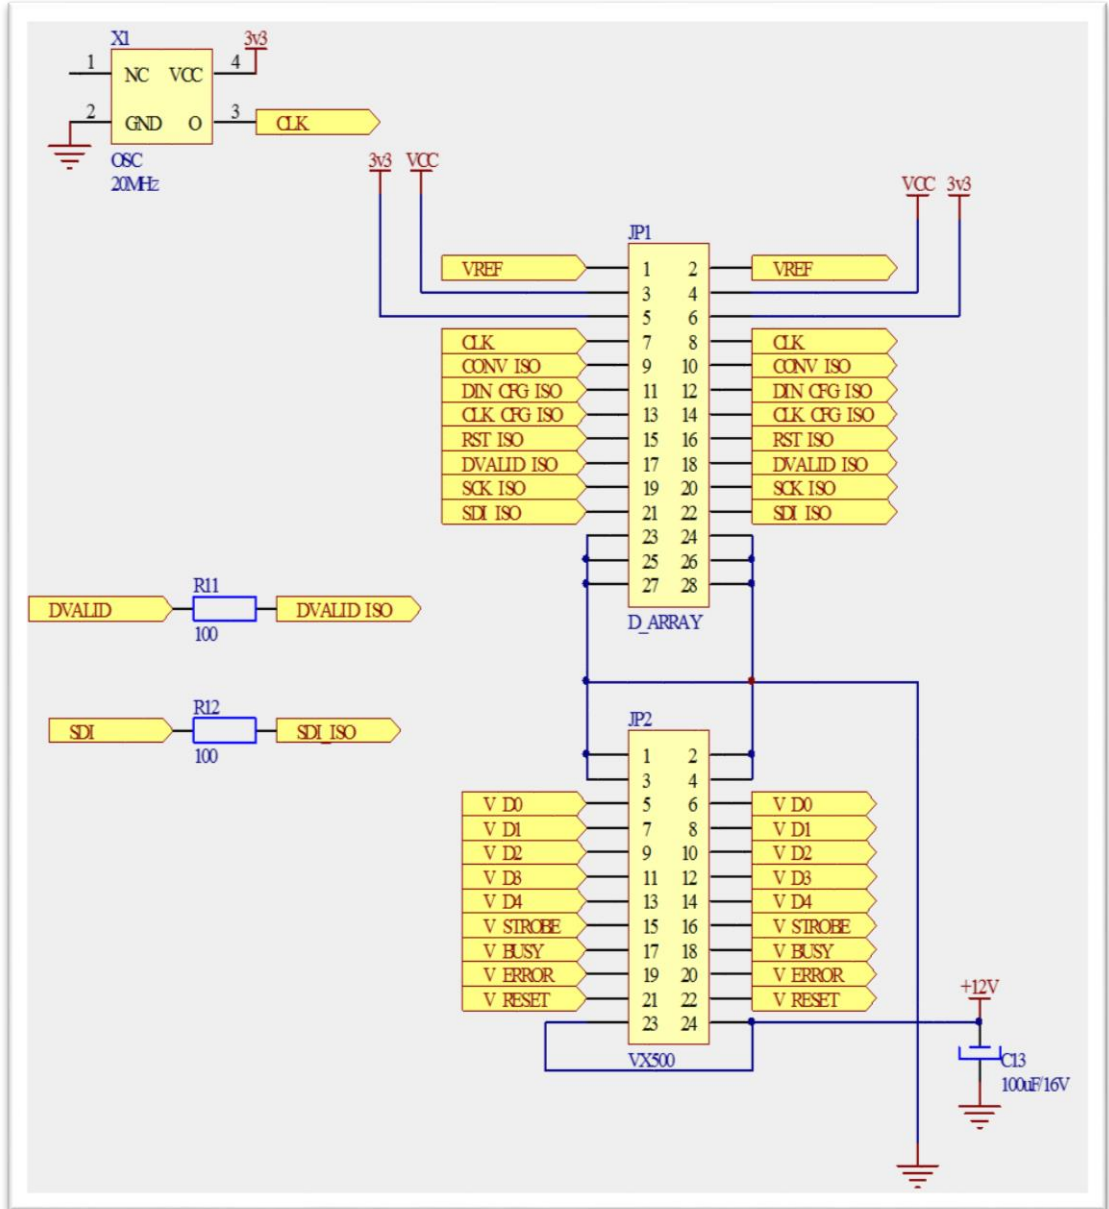 X1
3v3
1 NC VCC 4
2 GND O 3 CLK
OSC
20MHz
3v3 VCC
VCC 3v3
JP1
VREF 1 2 VREF
3 4
5 6
CLK 7 8 CLK
CONV ISO 9 10 CONV ISO
DIN CFG ISO 11 12 DIN CFG ISO
CLK CFG ISO 13 14 CLK CFG ISO
RST ISO 15 16 RST ISO
DVALID ISO 17 18 DVALID ISO
SCK ISO 19 20 SCK ISO
SDI ISO 21 22 SDI ISO
23 24
25 26
27 28
D_ARRAY
R11
DVALID DVALID ISO
100
R12
SDI SDI_ISO
100
JP2
1 2
3 4
V D0 5 6 V D0
V D1 7 8 V D1
V D2 9 10 V D2
V D3 11 12 V D3
V D4 13 14 V D4
V STROBE 15 16 V STROBE
V BUSY 17 18 V BUSY
V ERROR 19 20 V ERROR
V RESET 21 22 V RESET
23 24
VX500
+12V
C13
100uF/16V